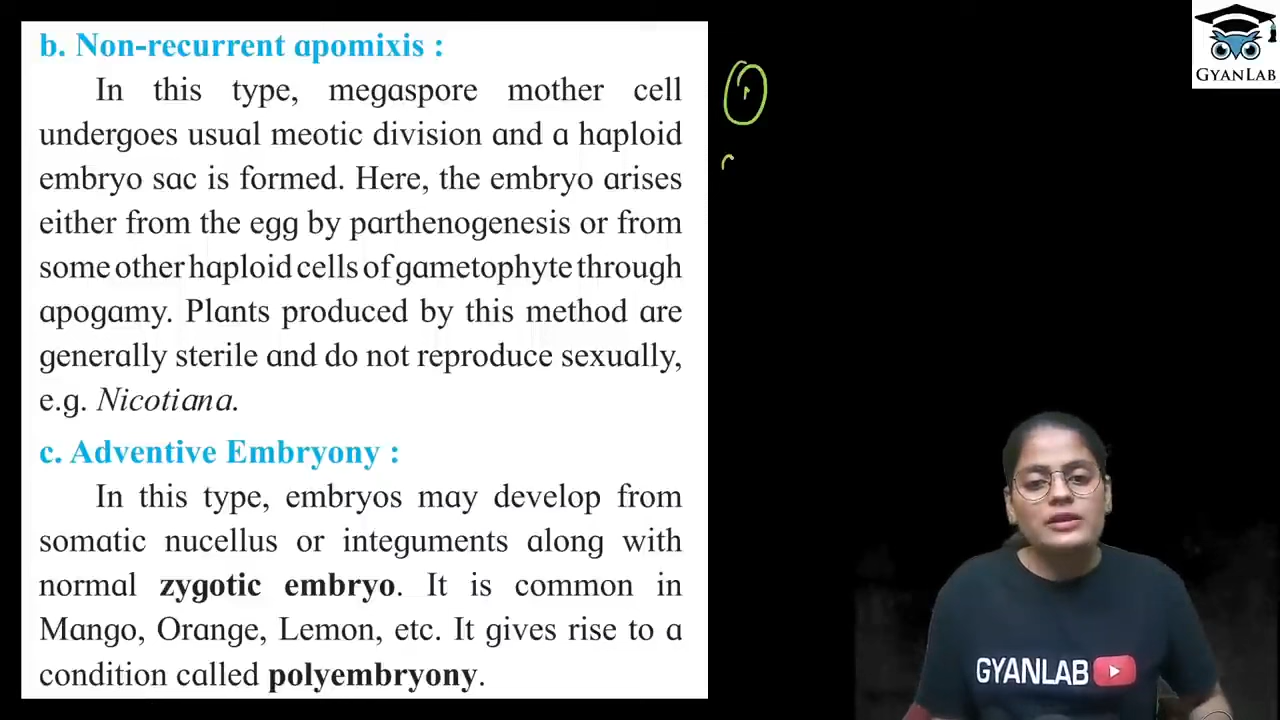 b. Non-recurrent apomixis :
In this type, megaspore mother cell
undergoes usual meotic division and a haploid
embryo sac is formed. Here, the embryo arises
either from the egg by parthenogenesis or from
some other haploid cells of gametophyte through
apogamy. Plants produced by this method are
generally sterile and do not reproduce sexually,
e.g. Nicotiana.
c. Adventive Embryony :
In this type, embryos may develop from
somatic nucellus or integuments along with
normal zygotic embryo. It is common in
Mango, Orange, Lemon, etc. It gives rise to a
condition called polyembryony.
GYANLAB
GYANLAB